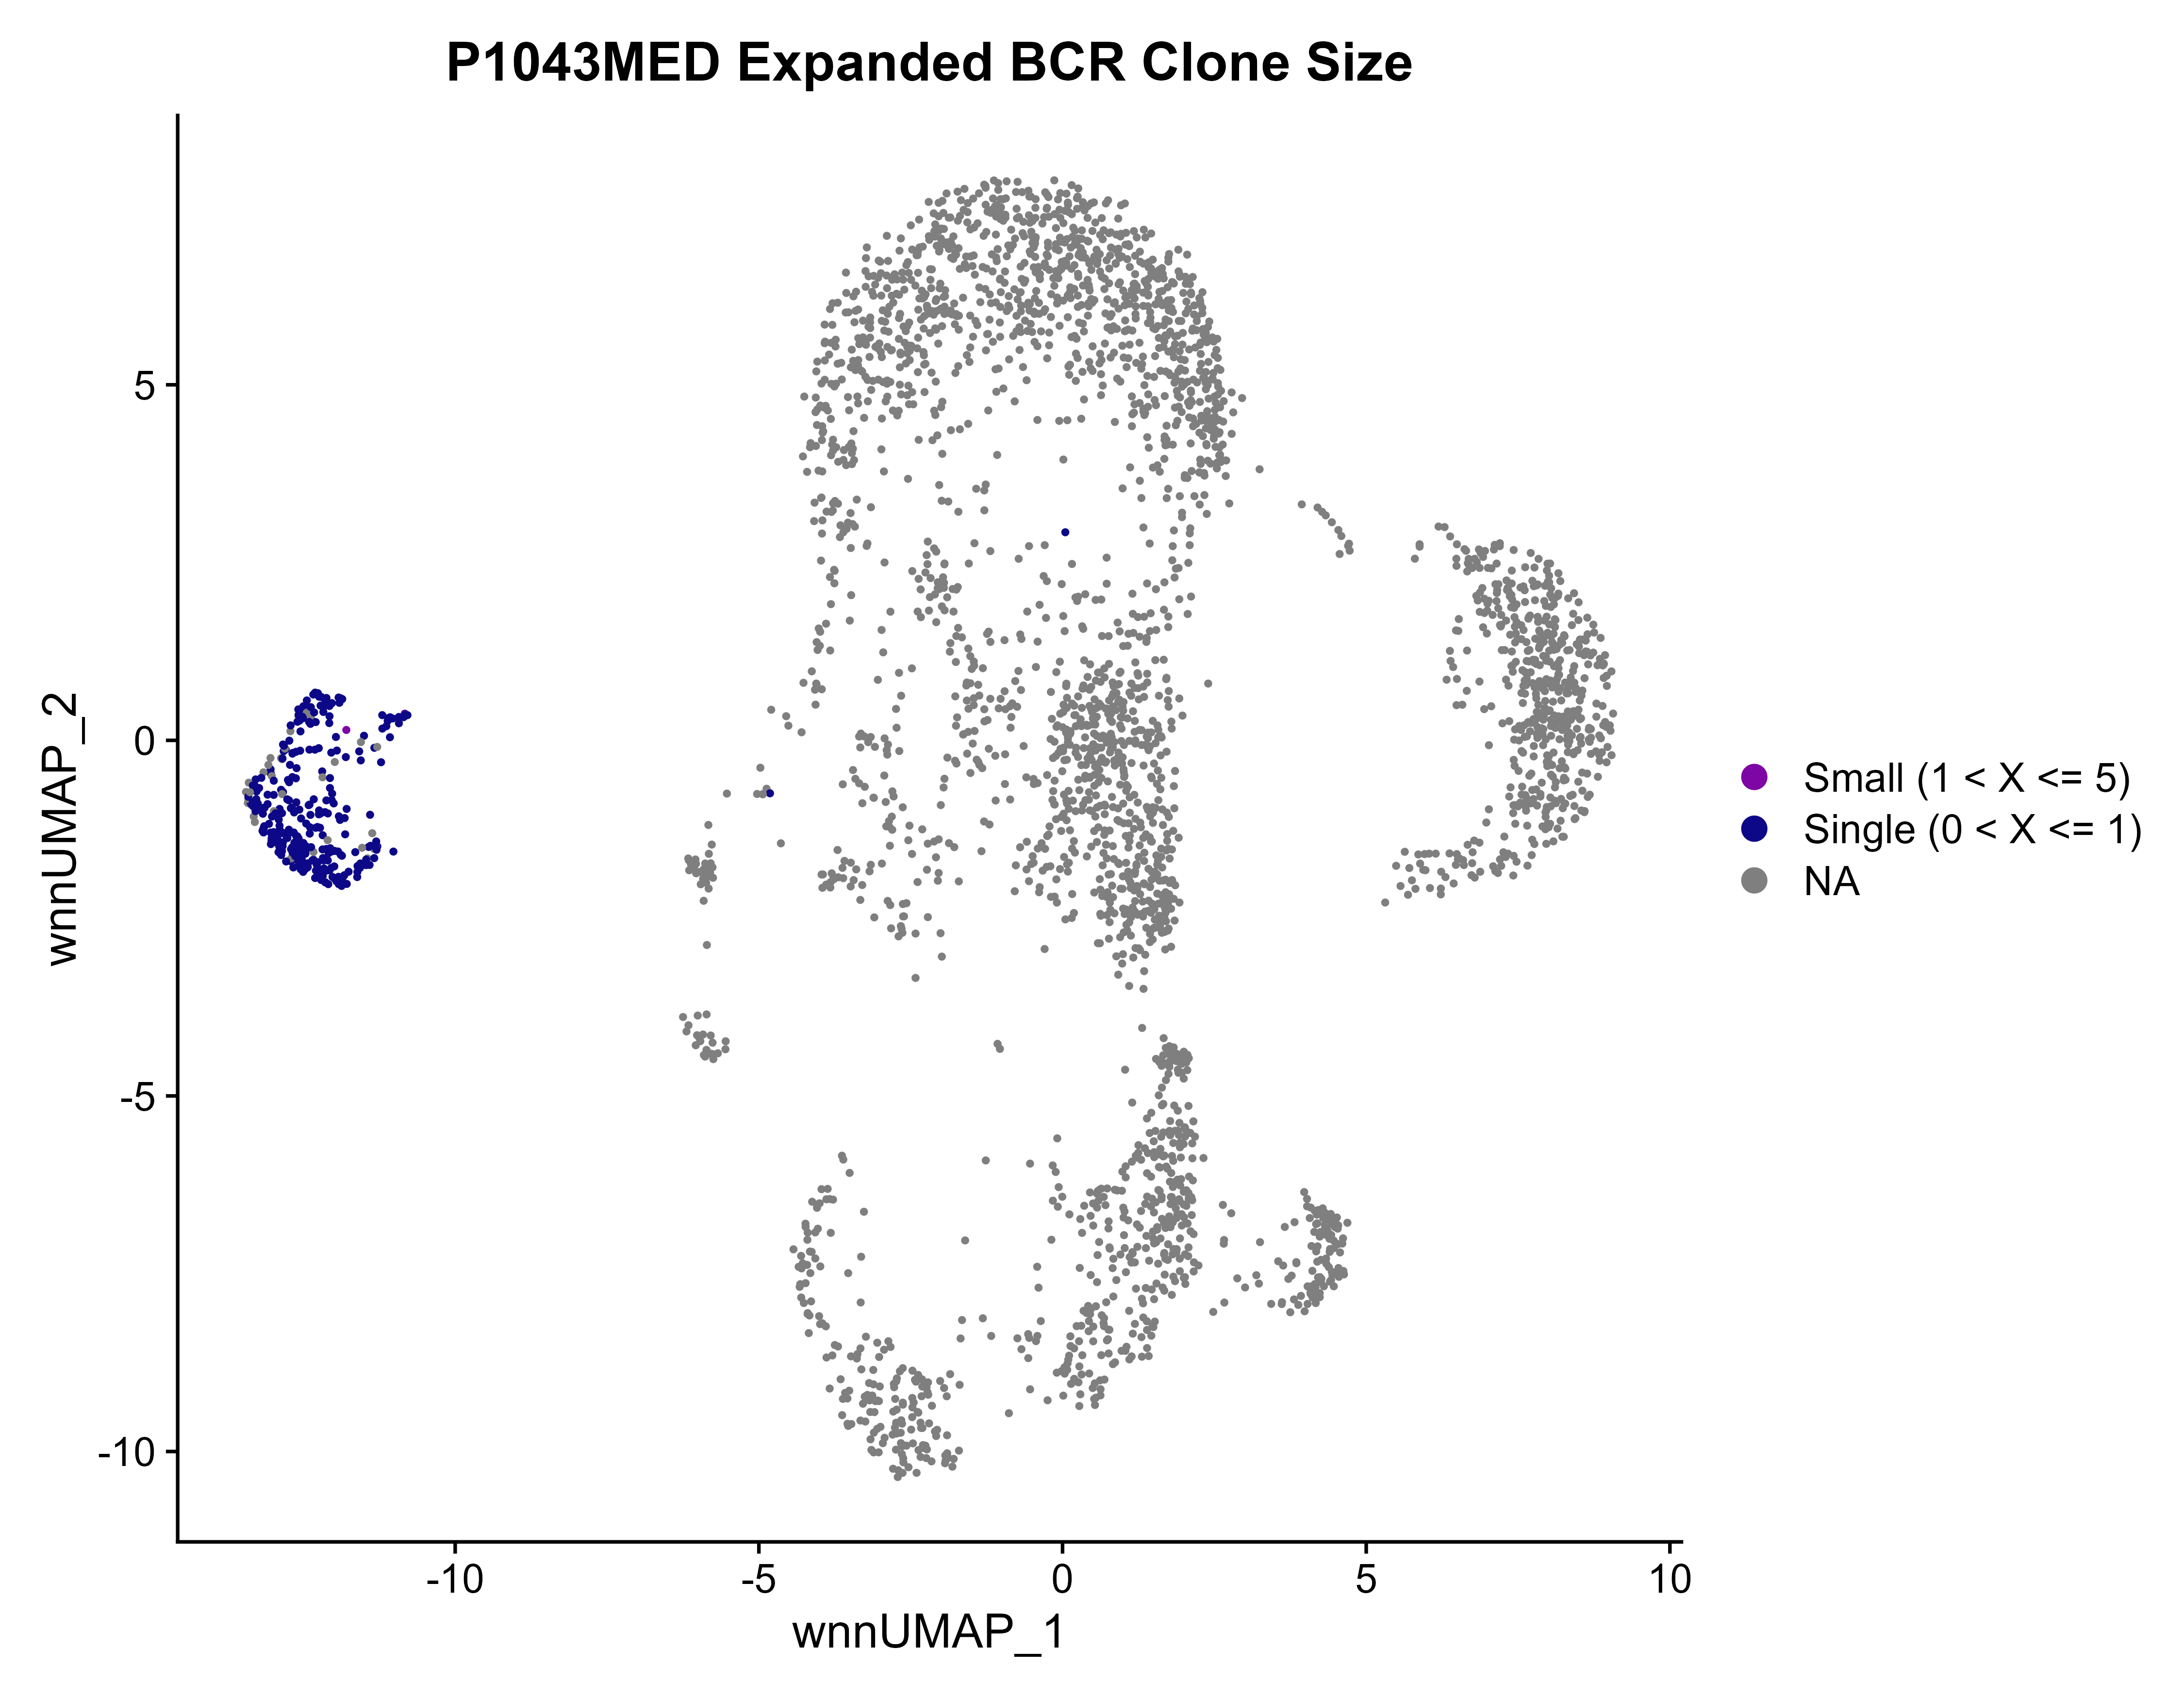 P1043MED Expanded BCR Clone Size
wnnUMAP_2
5
0
-5
-10
-10
-5
0
5
10
wnnUMAP_1
Small (1 < X <= 5)
Single (0 < X <= 1)
NA